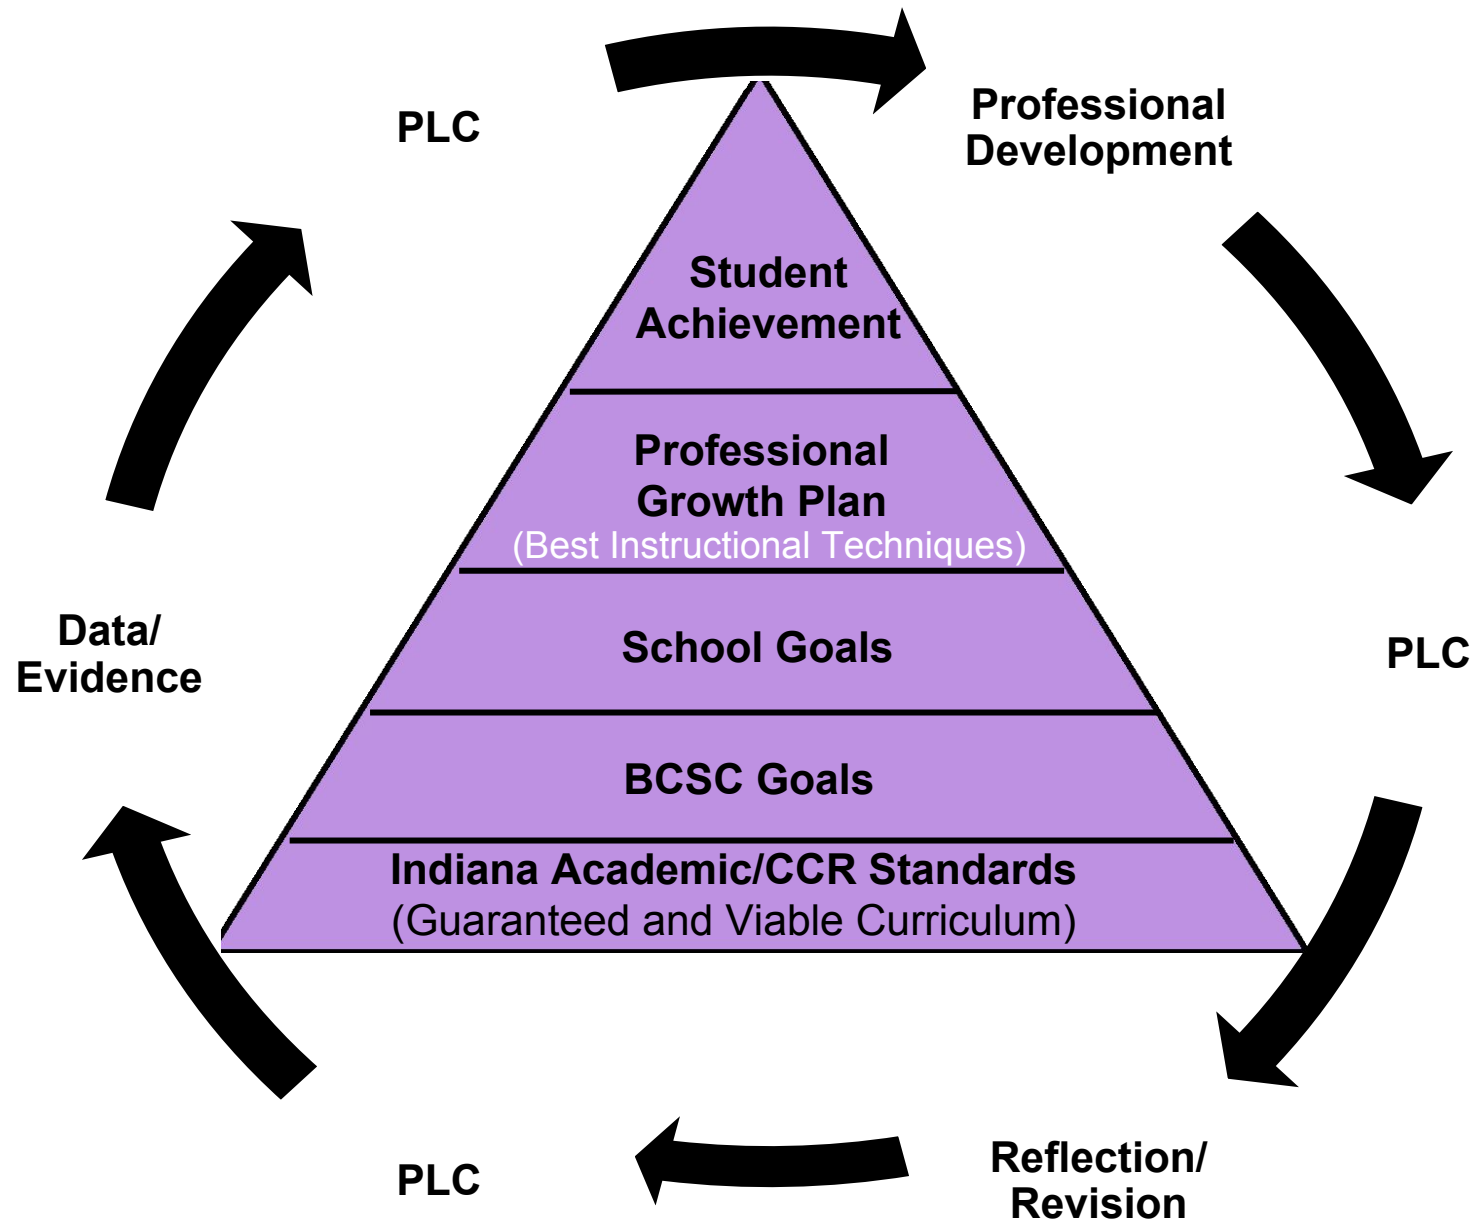 PLC
Professional
Development
Student
Achievement
Professional
Growth Plan
(Best Instructional Techniques)
Data/
Evidence
School Goals
PLC
BCSC Goals
Indiana Academic/CCR Standards
(Guaranteed and Viable Curriculum)
PLC
Reflection/
Revision